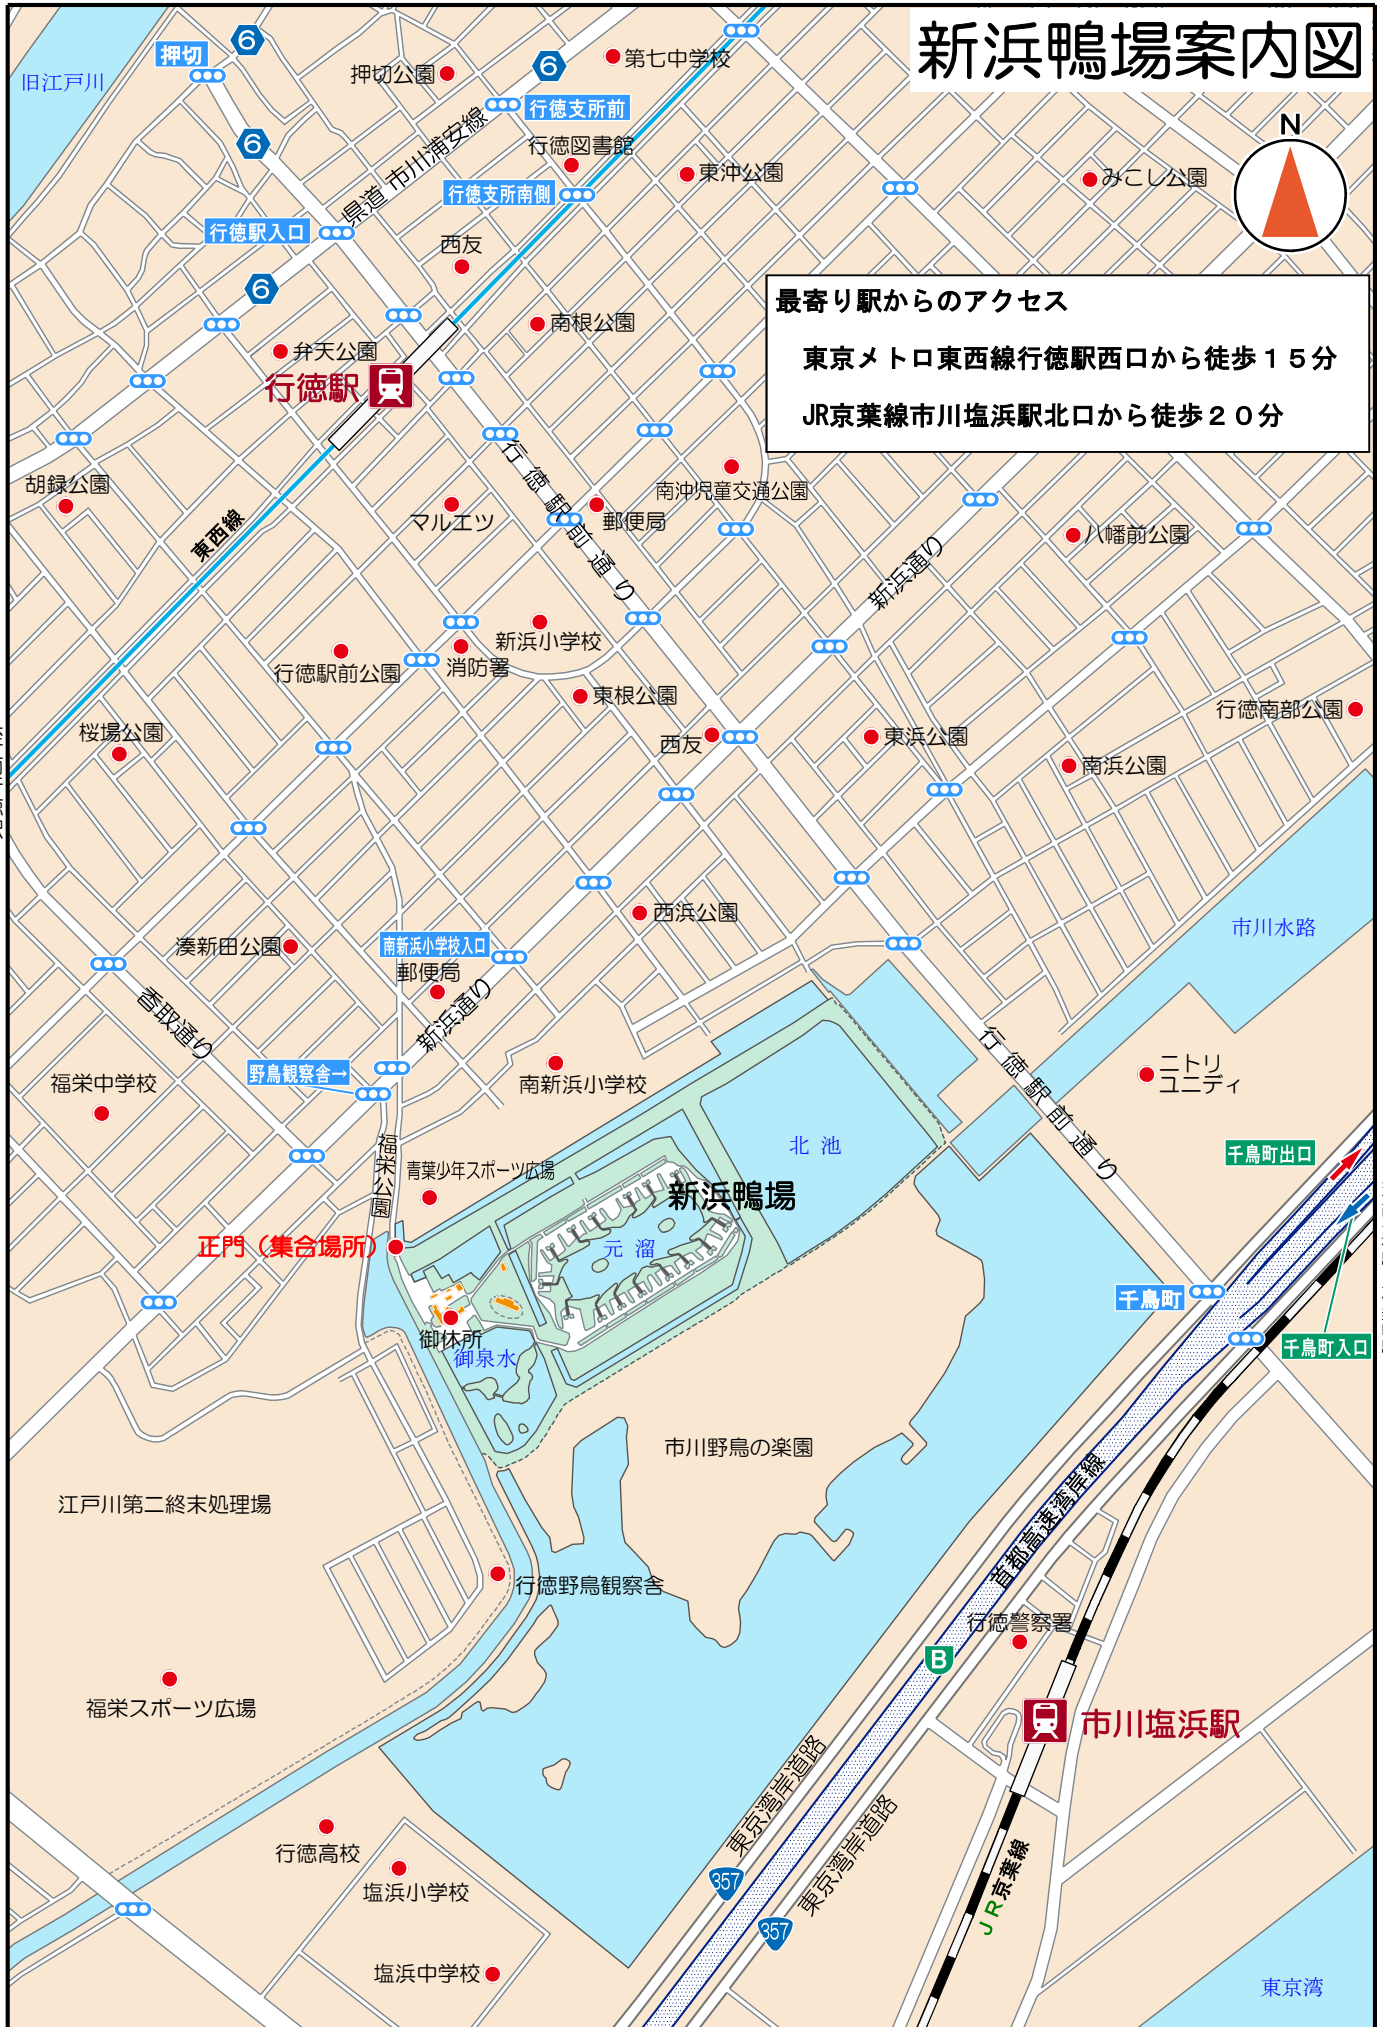 新浜鴨場案内図
N
旧江戸川
押切
6
押切公園
6
第七中学校
行徳支所前
6
県道 市川浦安線
行徳図書館
行徳支所南側
東沖公園
みこし公園
行徳駅入口
西友
6
最寄り駅からのアクセス
東京メトロ東西線行徳駅西口から徒歩15分
JR京葉線市川塩浜駅北口から徒歩20分
南根公園
弁天公園
行徳駅
行徳駅前通り
胡録公園
東西線
マルエツ
郵便局
南沖児童交通公園
新浜通り
八幡前公園
新浜小学校
消防署
行徳駅前公園
東根公園
桜場公園
西友
東浜公園
行徳南部公園
南浜公園
西浜公園
市川水路
湊新田公園
南新浜小学校入口
郵便局
新浜通り
香取通り
野鳥観察舎→
南新浜小学校
福栄中学校
行徳駅前通り
ニトリ
ユニディ
福栄公園
青葉少年スポーツ広場
北池
新浜鴨場
元溜
千鳥町出口
正門（集合場所）
千鳥町
千鳥町入口
御休所
御泉水
市川野鳥の楽園
首都高速湾岸線
江戸川第二終末処理場
行徳野鳥観察舎
行徳警察署
B
福栄スポーツ広場
市川塩浜駅
東京湾岸道路
東京湾岸道路
行徳高校
塩浜小学校
357
357
JR京葉線
塩浜中学校
東京湾